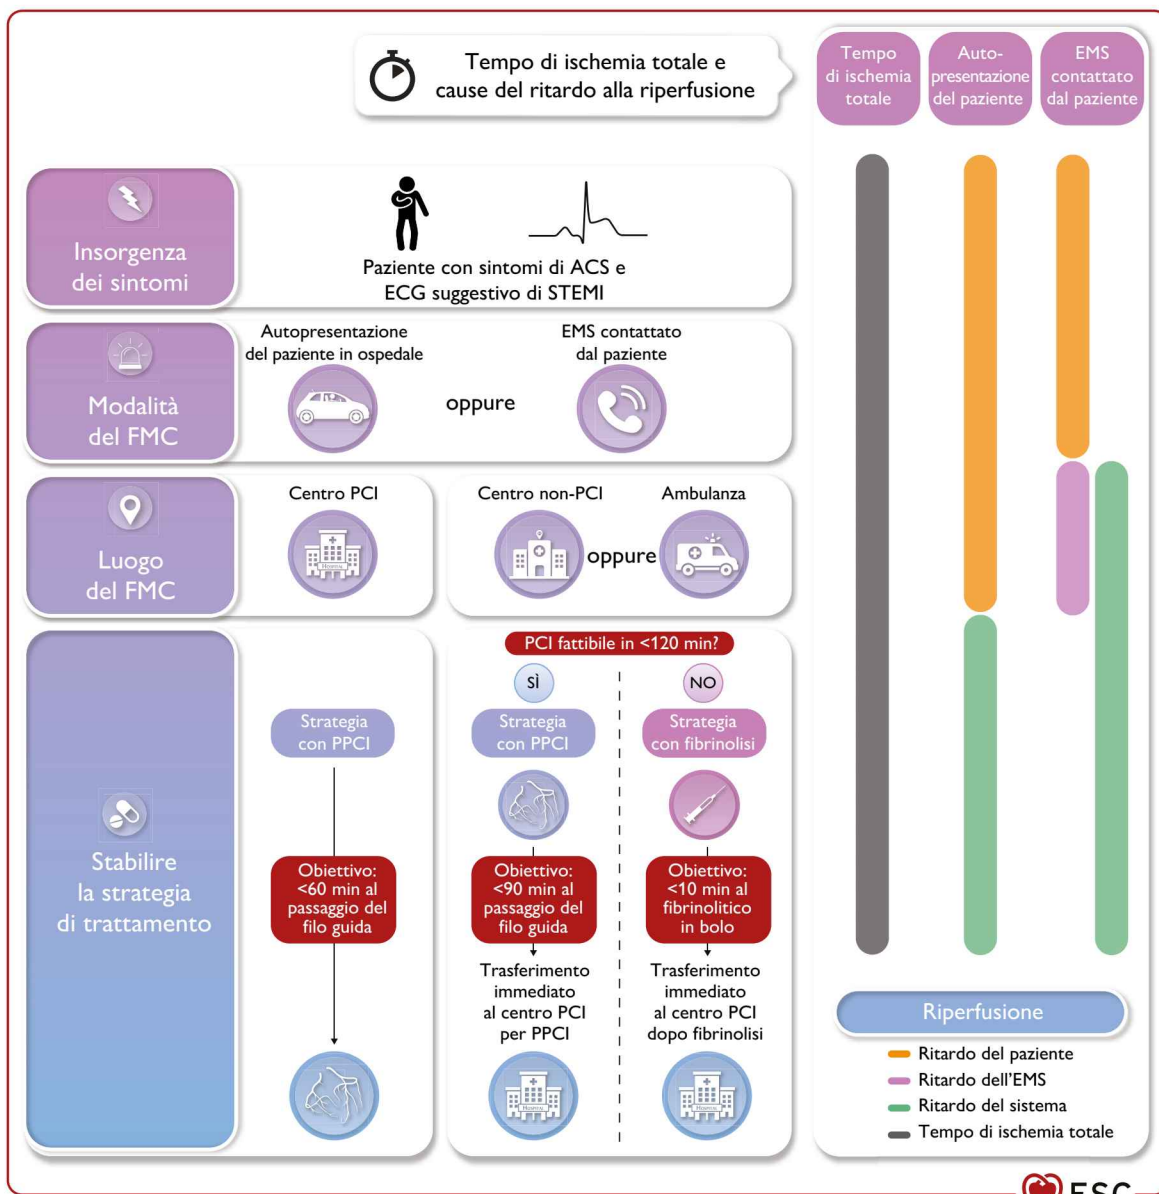 Tempo di ischemia totale e
cause del ritardo alla riperfusione
Tempo
di ischemia
totale
Auto-
presentazione
del paziente
EMS
contattato
dal paziente
Insorgenza
dei sintomi
Paziente con sintomi di ACS e
ECG suggestivo di STEMI
Modalità
del FMC
Autopresentazione
del paziente in ospedale
oppure
EMS contattato
dal paziente
Luogo
del FMC
Centro PCI
HOSPITAL
Centro non-PCI
oppure
Ambulanza
Stabilire
la strategia
di trattamento
Strategia
con PPCI
Obiettivo:
<60 min al
passaggio del
filo guida
PCI fattibile in <120 min?
SÌ
Strategia
con PPCI
Obiettivo:
<90 min al
passaggio del
filo guida
Trasferimento
immediato
al centro PCI
per PPCI
HOSPITAL
NO
Strategia
con fibrinolisi
Obiettivo:
<10 min al
fibrinolitico
in bolo
Trasferimento
immediato
al centro PCI
dopo fibrinolisi
HOSPITAL
Riperfusione
Ritardo del paziente
Ritardo dell'EMS
Ritardo del sistema
Tempo di ischemia totale
ESC